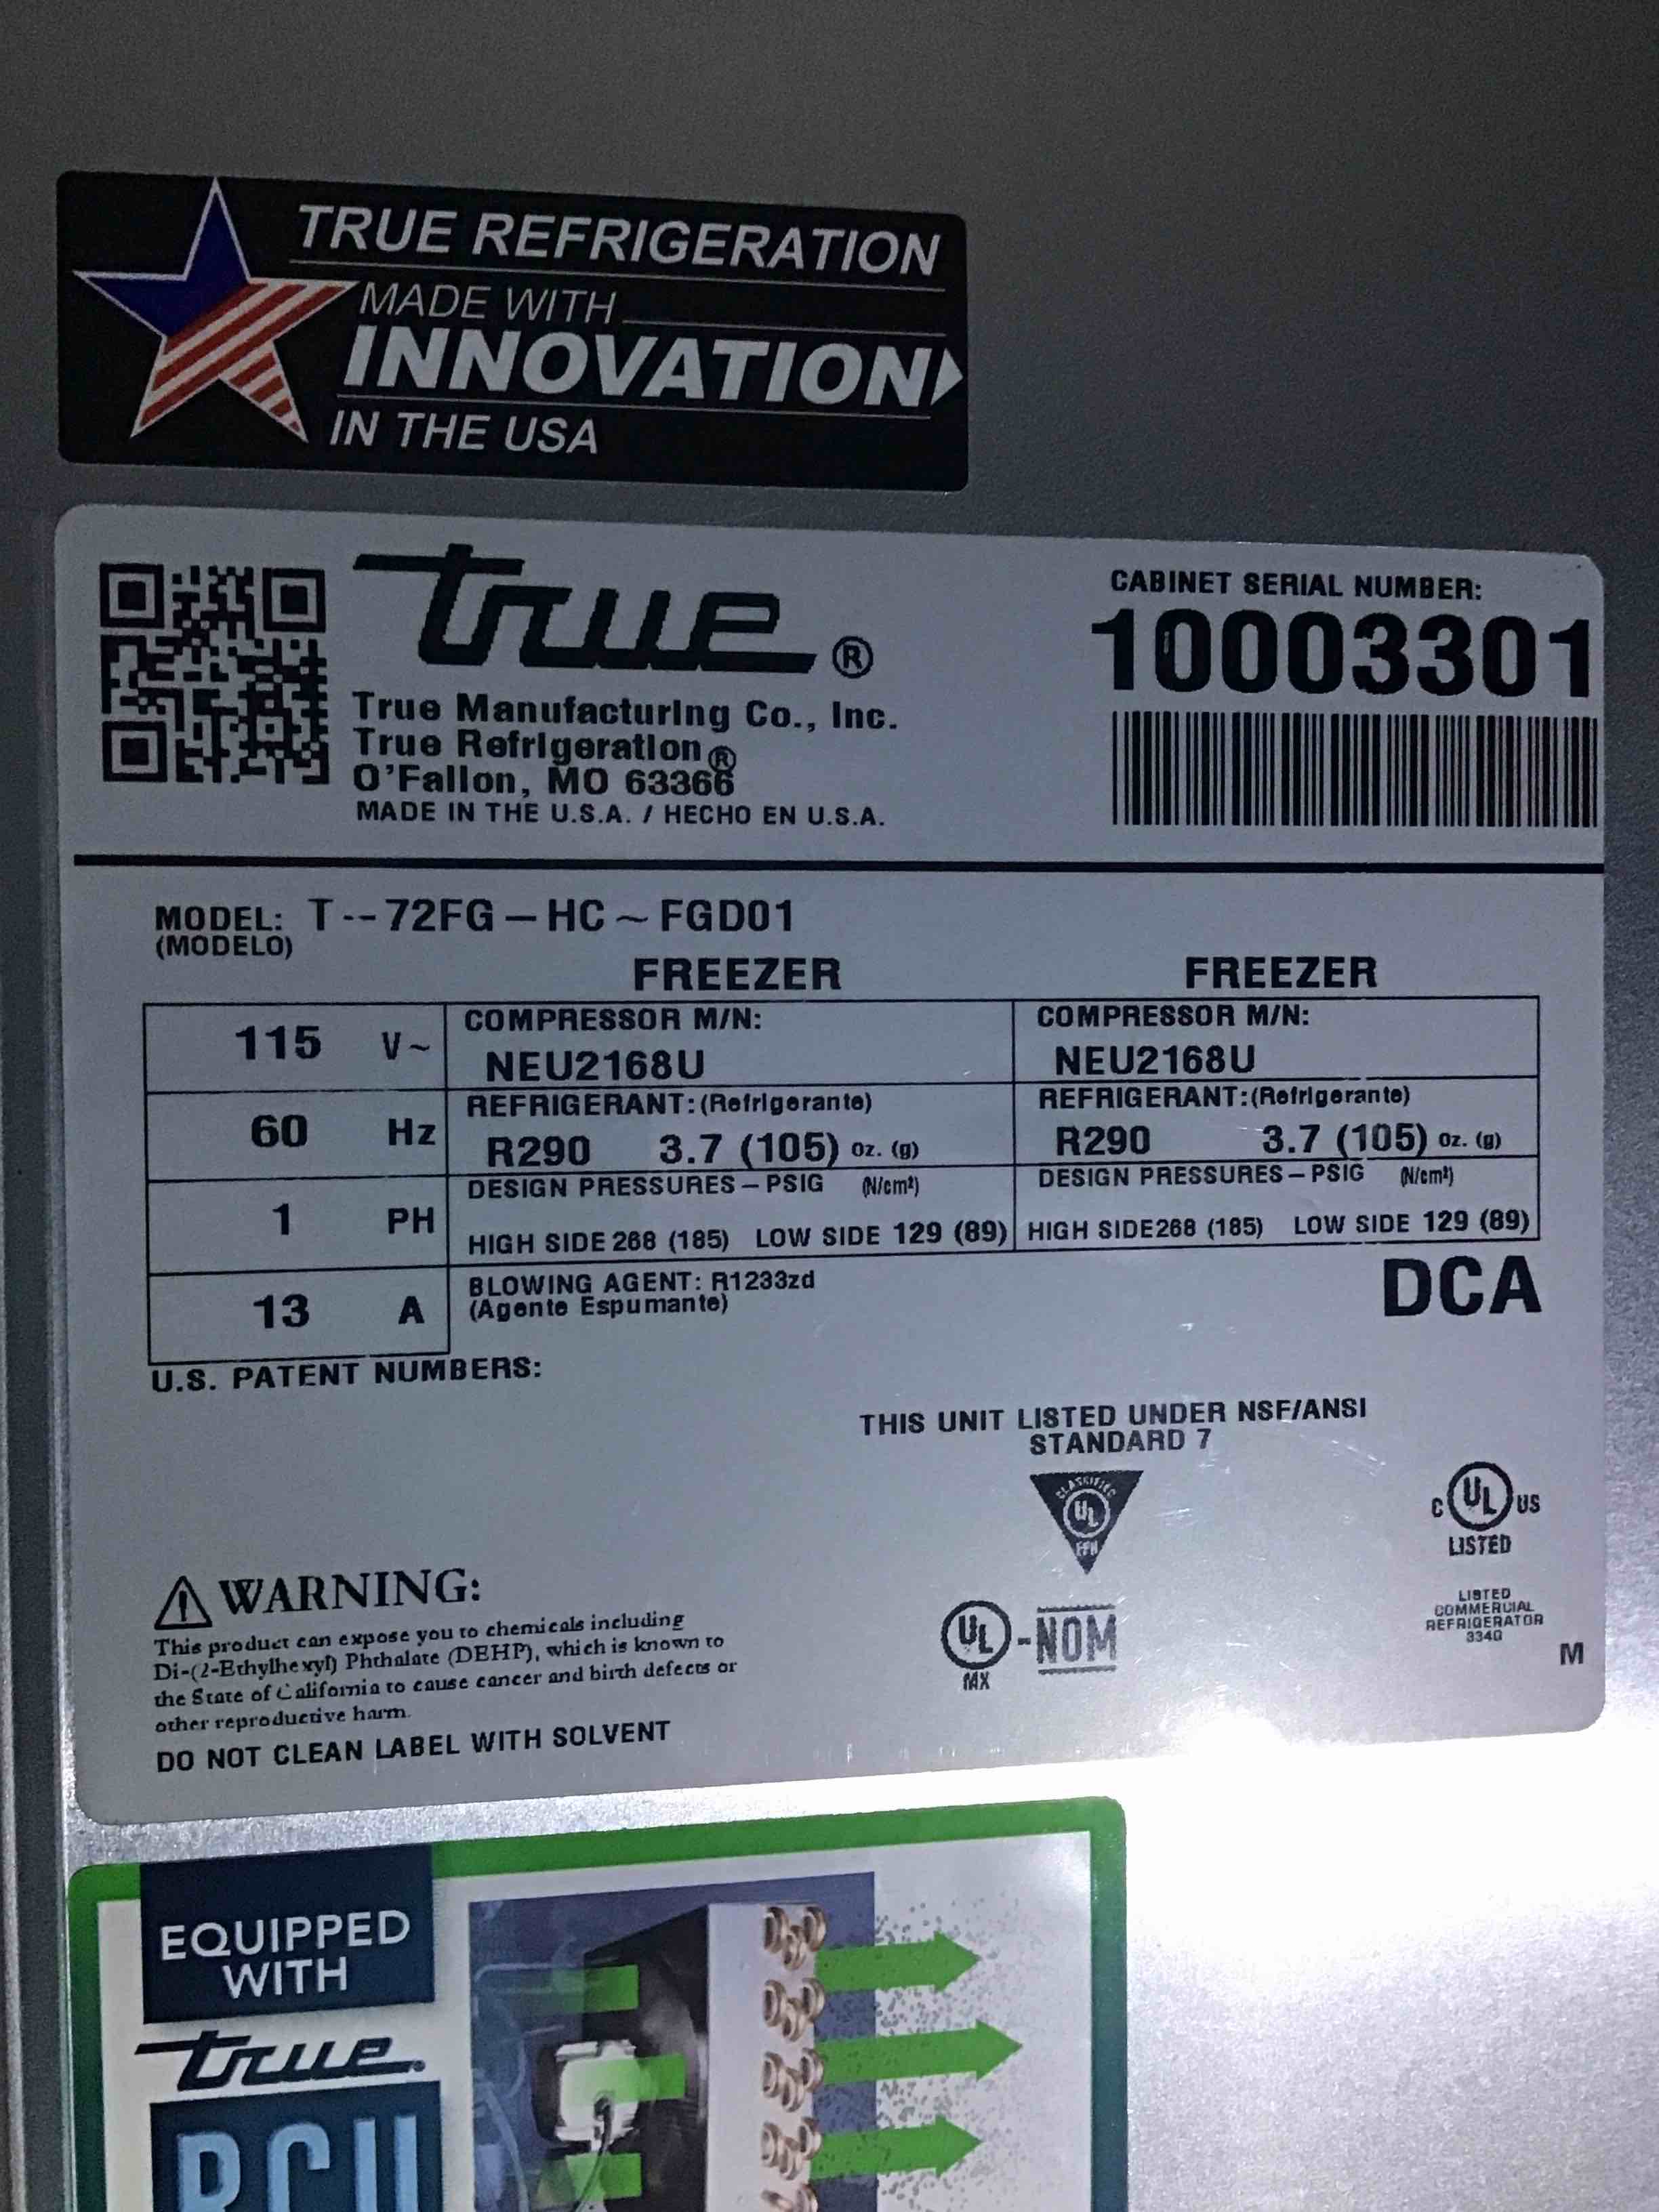 TRUE REFRIGERATION
MADE WITH
INNOVATION
IN THE USA
true®
True Manufacturing Co., Inc.
True Refrigeration®
O'Fallon, MO 63366
MADE IN THE U.S.A. / HECHO EN U.S.A.
CABINET SERIAL NUMBER:
10003301
MODEL: T--72FG-HC~FGD01
(MODELO)
FREEZER FREEZER
115 V~
60 Hz
1 PH
13 A
COMPRESSOR M/N:
NEU2168U
REFRIGERANT:(Refrigerante)
R290 3.7 (105) oz. (g)
DESIGN PRESSURES-PSIG (N/cm²)
HIGH SIDE 268 (185) LOW SIDE 129 (89)
COMPRESSOR M/N:
NEU2168U
REFRIGERANT:(Refrigerante)
R290 3.7 (105) oz. (g)
DESIGN PRESSURES-PSIG (N/cm²)
HIGH SIDE268 (185) LOW SIDE 129 (89)
BLOWING AGENT: R1233zd
(Agente Espumante)
DCA
U.S. PATENT NUMBERS:
THIS UNIT LISTED UNDER NSF/ANSI
STANDARD 7
CLASSIFIED
UL
EPH
C UL US
LISTED
UL-NOM
MX
LISTED
COMMERCIAL
REFRIGERATOR
334G
M
⚠ WARNING:
This product can expose you to chemicals including
Di-(2-Ethylhexyl) Phthalate (DEHP), which is known to
the State of California to cause cancer and birth defects or
other reproductive harm.
DO NOT CLEAN LABEL WITH SOLVENT
EQUIPPED
WITH
true.
RCU